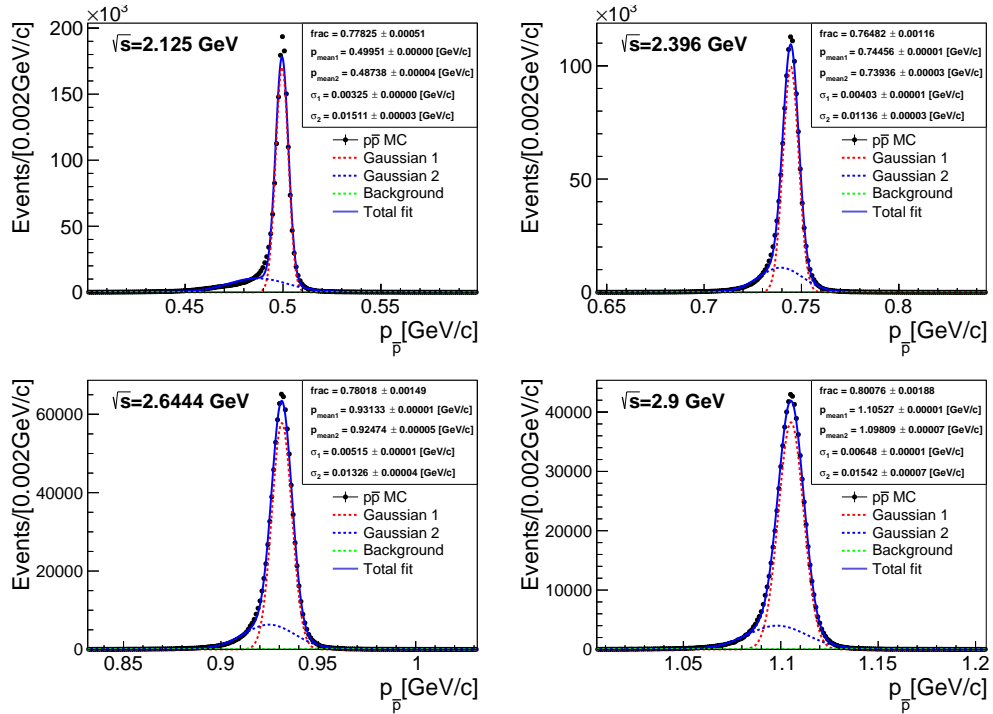 ×10³
√s=2.125 GeV
frac = 0.77825 ± 0.00051
p_mean1 = 0.49951 ± 0.00000 [GeV/c]
p_mean2 = 0.48738 ± 0.00004 [GeV/c]
σ₁ = 0.00325 ± 0.00000 [GeV/c]
σ₂ = 0.01511 ± 0.00003 [GeV/c]
pp̅ MC
Gaussian 1
Gaussian 2
Background
Total fit
Events/[0.002GeV/c]
200
150
100
50
0
0.45 0.5 0.55
p_p̅[GeV/c]
×10³
√s=2.396 GeV
frac = 0.76482 ± 0.00116
p_mean1 = 0.74456 ± 0.00001 [GeV/c]
p_mean2 = 0.73936 ± 0.00003 [GeV/c]
σ₁ = 0.00403 ± 0.00001 [GeV/c]
σ₂ = 0.01136 ± 0.00003 [GeV/c]
pp̅ MC
Gaussian 1
Gaussian 2
Background
Total fit
Events/[0.002GeV/c]
100
50
0
0.65 0.7 0.75 0.8
p_p̅[GeV/c]
√s=2.6444 GeV
frac = 0.78018 ± 0.00149
p_mean1 = 0.93133 ± 0.00001 [GeV/c]
p_mean2 = 0.92474 ± 0.00005 [GeV/c]
σ₁ = 0.00515 ± 0.00001 [GeV/c]
σ₂ = 0.01326 ± 0.00004 [GeV/c]
pp̅ MC
Gaussian 1
Gaussian 2
Background
Total fit
Events/[0.002GeV/c]
60000
40000
20000
0
0.85 0.9 0.95 1
p_p̅[GeV/c]
√s=2.9 GeV
frac = 0.80076 ± 0.00188
p_mean1 = 1.10527 ± 0.00001 [GeV/c]
p_mean2 = 1.09809 ± 0.00007 [GeV/c]
σ₁ = 0.00648 ± 0.00001 [GeV/c]
σ₂ = 0.01542 ± 0.00007 [GeV/c]
pp̅ MC
Gaussian 1
Gaussian 2
Background
Total fit
Events/[0.002GeV/c]
40000
30000
20000
10000
0
1.05 1.1 1.15 1.2
p_p̅[GeV/c]